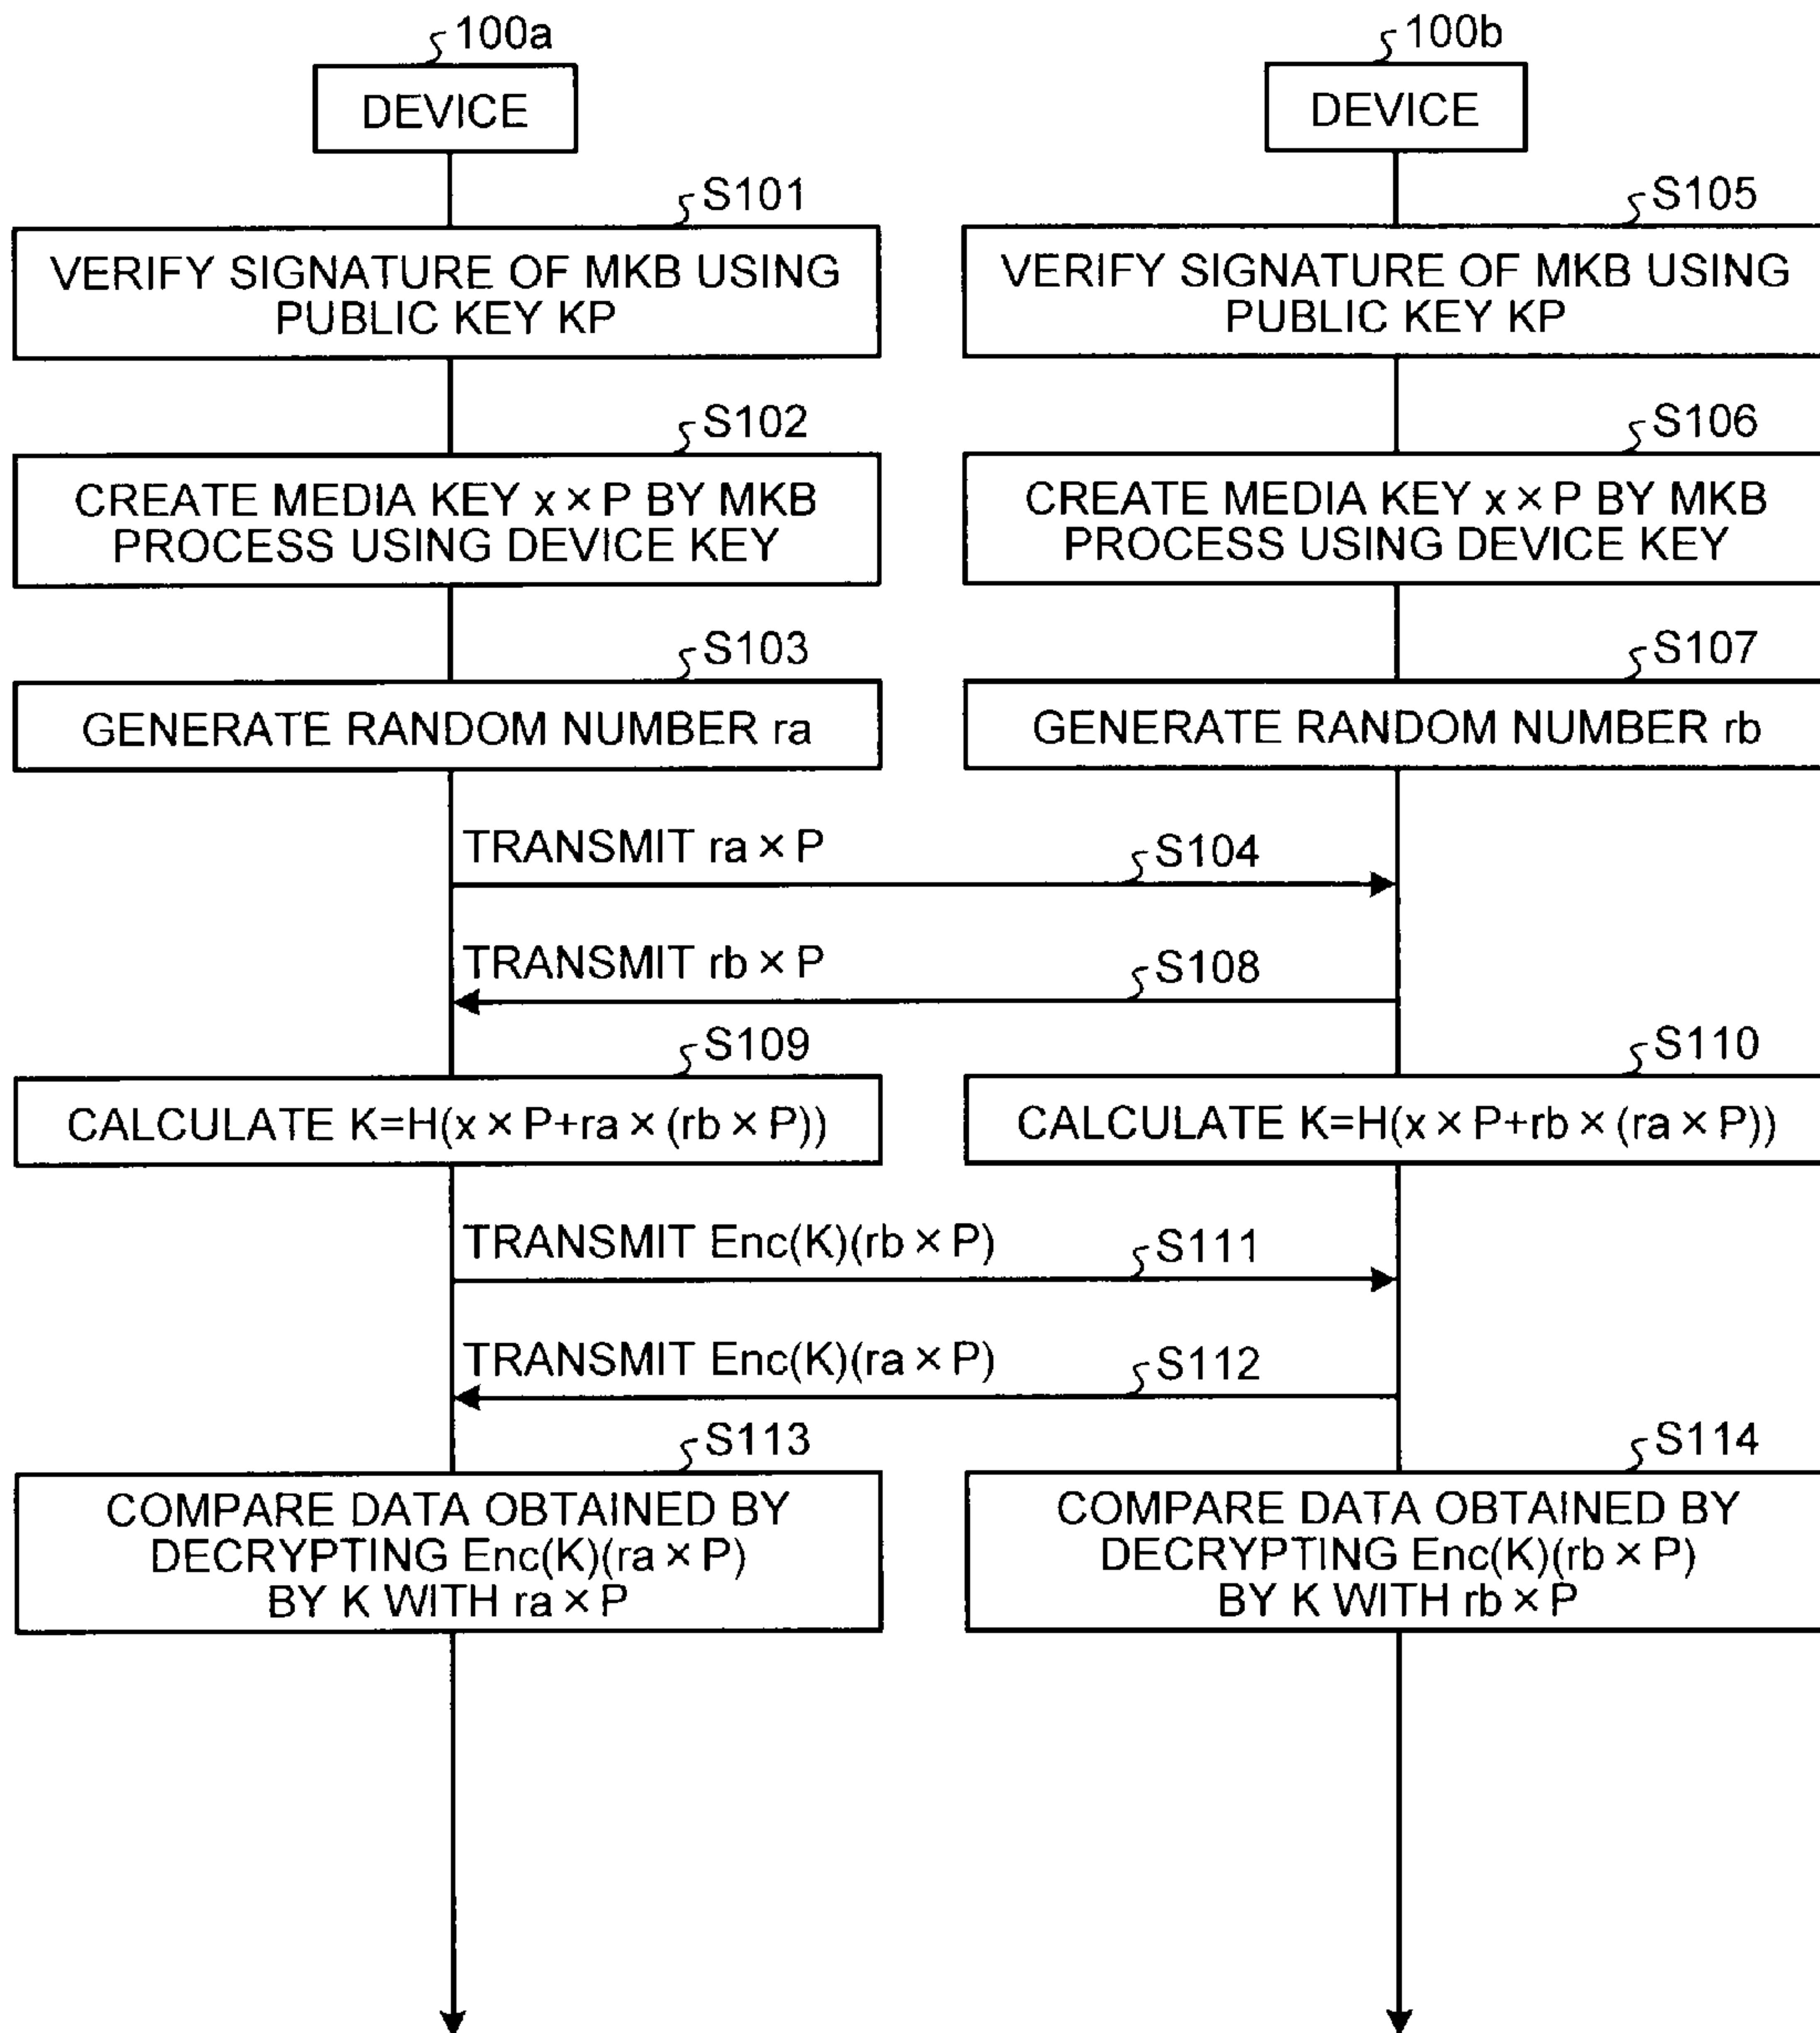 100a
100b
DEVICE
DEVICE
S101
S105
VERIFY SIGNATURE OF MKB USING
PUBLIC KEY KP
VERIFY SIGNATURE OF MKB USING
PUBLIC KEY KP
S102
S106
CREATE MEDIA KEY x × P BY MKB
PROCESS USING DEVICE KEY
CREATE MEDIA KEY x × P BY MKB
PROCESS USING DEVICE KEY
S103
S107
GENERATE RANDOM NUMBER ra
GENERATE RANDOM NUMBER rb
TRANSMIT ra × P
S104
TRANSMIT rb × P
S108
S109
S110
CALCULATE K=H(x × P+ra × (rb × P))
CALCULATE K=H(x × P+rb × (ra × P))
TRANSMIT Enc(K)(rb × P)
S111
TRANSMIT Enc(K)(ra × P)
S112
S113
S114
COMPARE DATA OBTAINED BY
DECRYPTING Enc(K)(ra × P)
BY K WITH ra × P
COMPARE DATA OBTAINED BY
DECRYPTING Enc(K)(rb × P)
BY K WITH rb × P